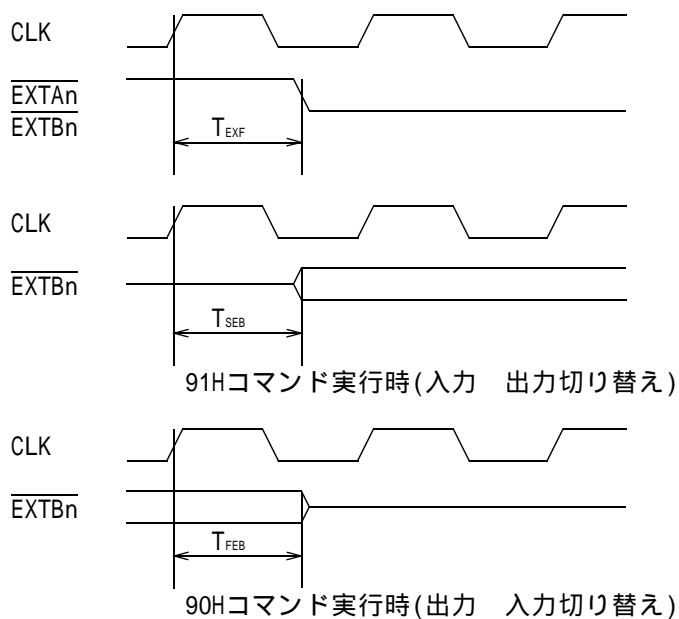 CLK
EXTAn
EXTBn
TEXF
CLK
EXTBn
TSEB
91Hコマンド実行時(入力　出力切り替え)
CLK
EXTBn
TFEB
90Hコマンド実行時(出力　入力切り替え)